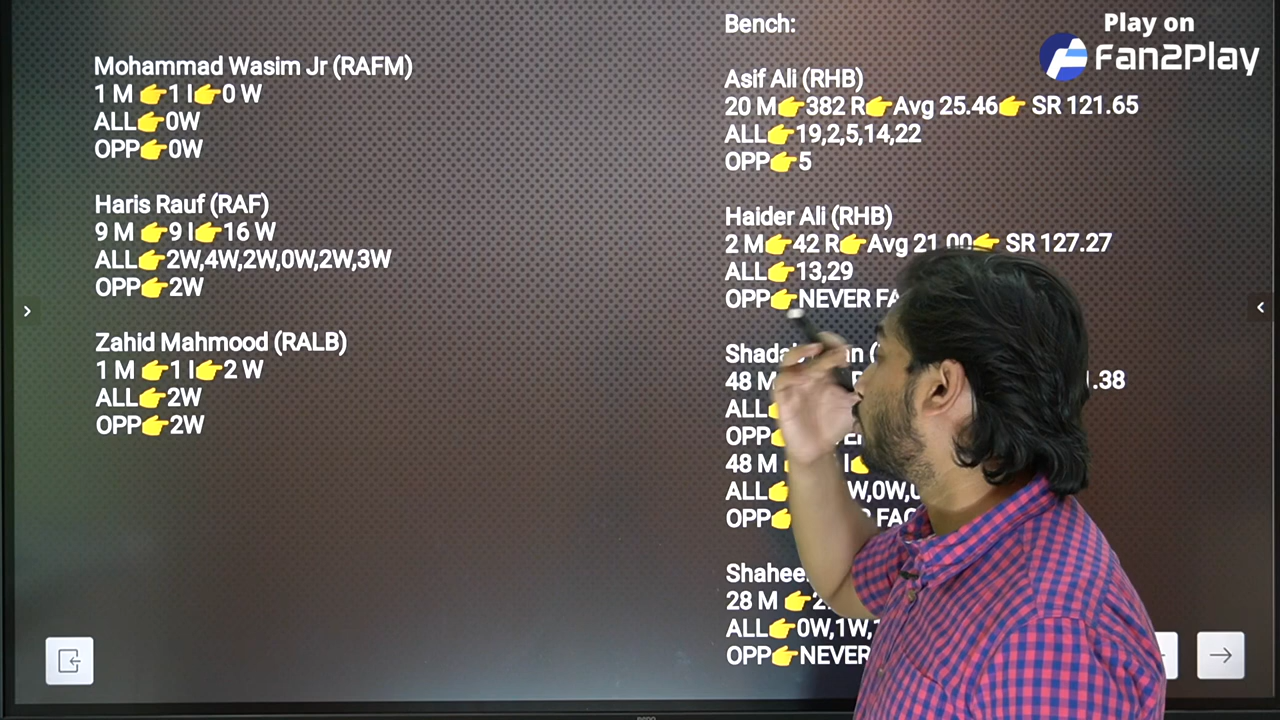 Mohammad Wasim Jr (RAFM)
1 M 👉1 I👉0 W
ALL👉0W
OPP👉0W
Haris Rauf (RAF)
9 M 👉9 I👉16 W
ALL👉2W,4W,2W,0W,2W,3W
OPP👉2W
Zahid Mahmood (RALB)
1 M 👉1 I👉2 W
ALL👉2W
OPP👉2W
Bench:
Asif Ali (RHB)
20 M👉382 R👉Avg 25.46👉 SR 121.65
ALL👉19,2,5,14,22
OPP👉5
Haider Ali (RHB)
2 M👉42 R👉Avg 21.00👉 SR 127.27
ALL👉13,29
OPP👉NEVER
48 M .38
ALL
OPP
48 M I
ALL W,0W,
OPP
28 M 👉
ALL👉0W,1W,
OPP👉NEVER
Play on
Fan2Play